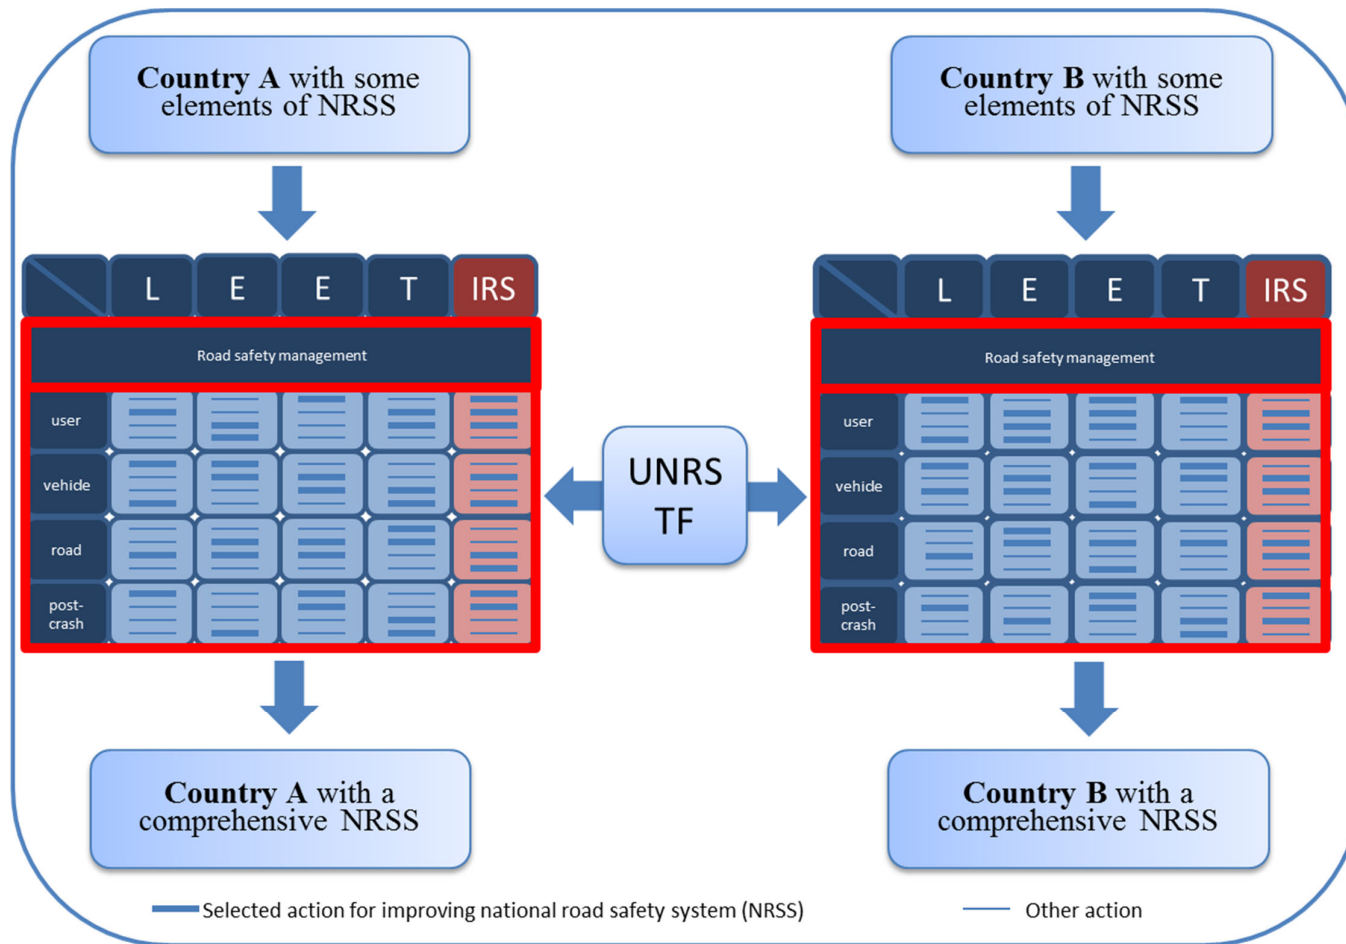 Country A with some
elements of NRSS
Country B with some
elements of NRSS
L E E T IRS
Road safety management
user
vehide
road
post-
crash
UNRS
TF
L E E T IRS
Road safety management
user
vehide
road
post-
crash
Country A with a
comprehensive NRSS
Country B with a
comprehensive NRSS
Selected action for improving national road safety system (NRSS)
Other action